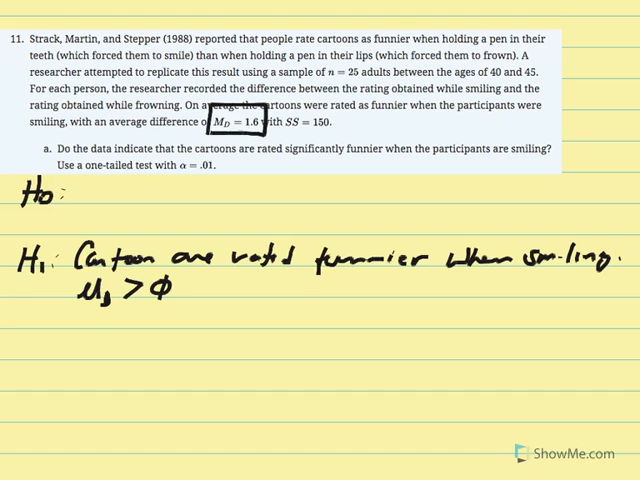 11. Strack, Martin, and Stepper (1988) reported that people rate cartoons as funnier when holding a pen in their
teeth (which forced them to smile) than when holding a pen in their lips (which forced them to frown). A
researcher attempted to replicate this result using a sample of n = 25 adults between the ages of 40 and 45.
For each person, the researcher recorded the difference between the rating obtained while smiling and the
rating obtained while frowning. On average the cartoons were rated as funnier when the participants were
smiling, with an average difference of M_D = 1.6 with SS = 150.
a. Do the data indicate that the cartoons are rated significantly funnier when the participants are smiling?
Use a one-tailed test with α = .01.
H0:
H1: Cartoon are rated funnier when smiling.
μ_D > ϕ
ShowMe.com